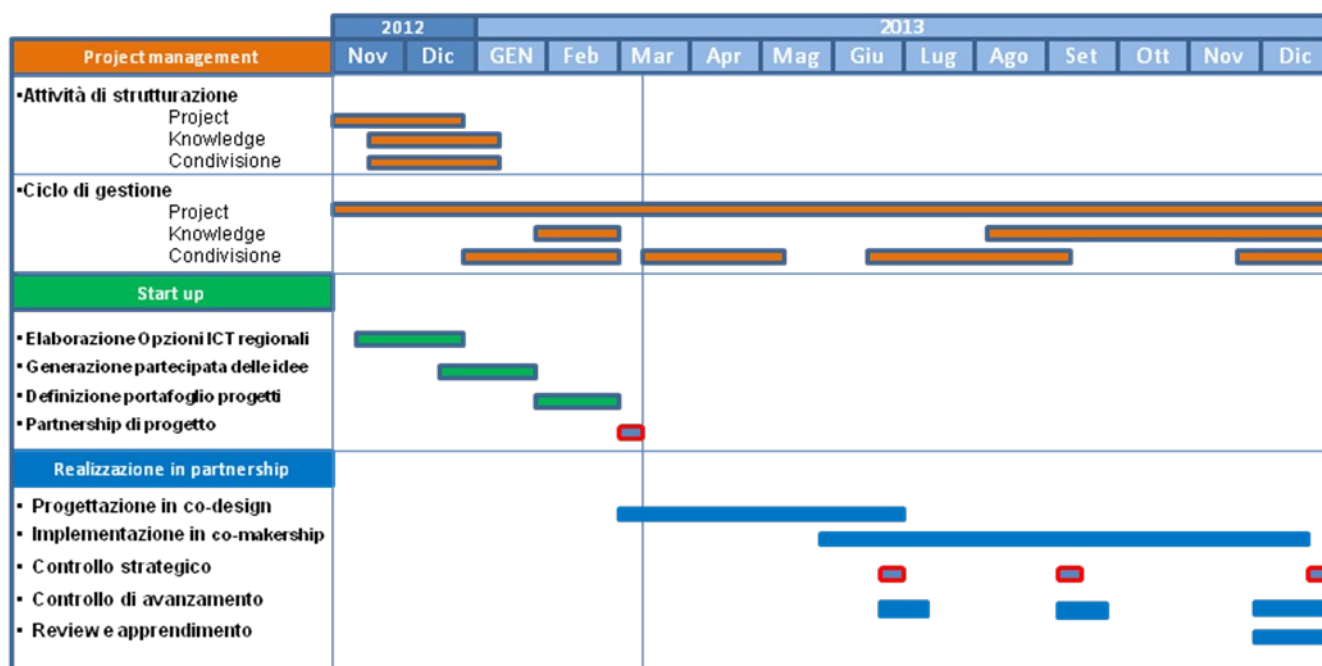 2012 2013
Project management Nov Dic GEN Feb Mar Apr Mag Giu Lug Ago Set Ott Nov Dic
▪Attività di strutturazione
Project
Knowledge
Condivisione
▪Ciclo di gestione
Project
Knowledge
Condivisione
Start up
▪ Elaborazione Opzioni ICT regionali
▪ Generazione partecipata delle idee
▪ Definizione portafoglio progetti
▪ Partnership di progetto
Realizzazione in partnership
▪ Progettazione in co-design
▪ Implementazione in co-makership
▪ Controllo strategico
▪ Controllo di avanzamento
▪ Review e apprendimento